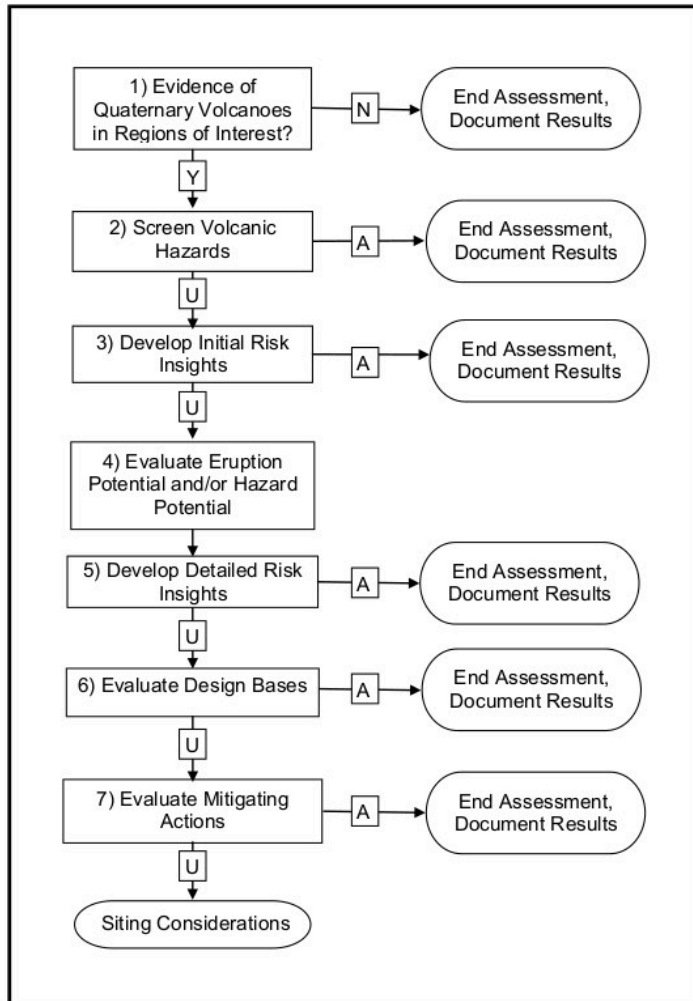 1) Evidence of
Quaternary Volcanoes
in Regions of Interest?
N
End Assessment,
Document Results
Y
2) Screen Volcanic
Hazards
A
End Assessment,
Document Results
U
3) Develop Initial Risk
Insights
A
End Assessment,
Document Results
U
4) Evaluate Eruption
Potential and/or Hazard
Potential
5) Develop Detailed Risk
Insights
A
End Assessment,
Document Results
U
6) Evaluate Design Bases
A
End Assessment,
Document Results
U
7) Evaluate Mitigating
Actions
A
End Assessment,
Document Results
U
Siting Considerations